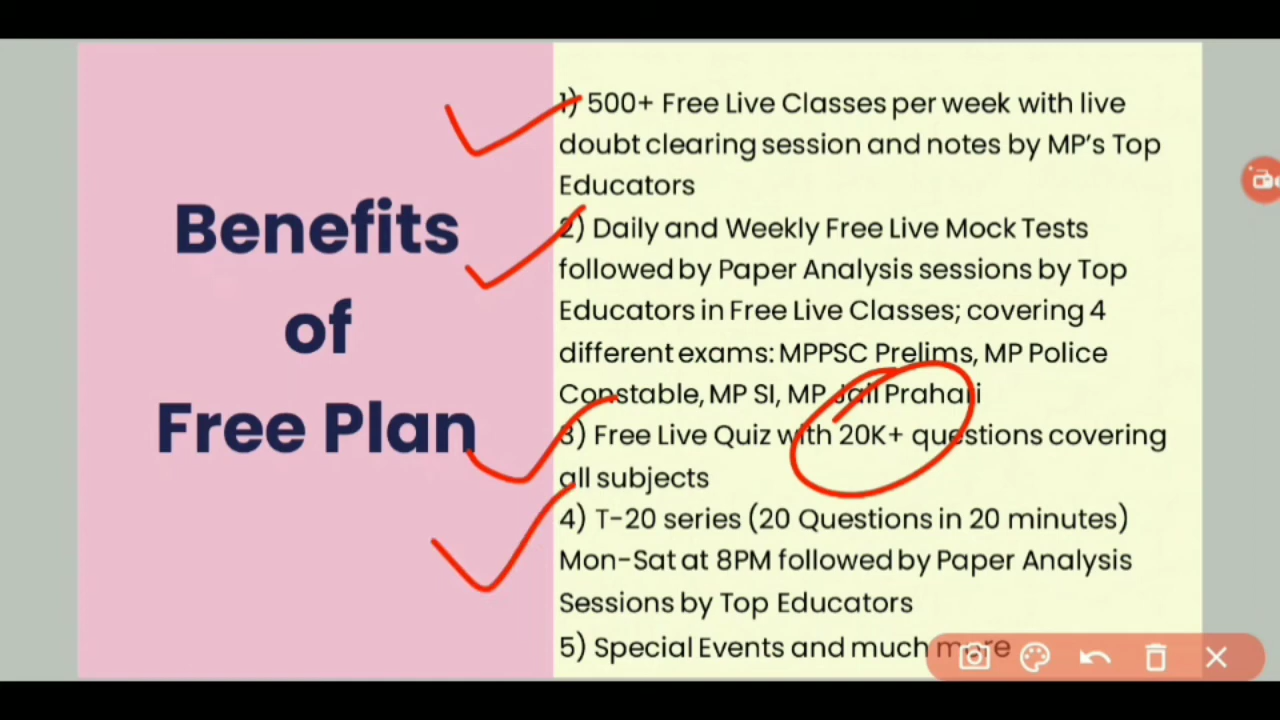 Benefits
of
Free Plan
1) 500+ Free Live Classes per week with live
doubt clearing session and notes by MP's Top
Educators
2) Daily and Weekly Free Live Mock Tests
followed by Paper Analysis sessions by Top
Educators in Free Live Classes; covering 4
different exams: MPPSC Prelims, MP Police
Constable, MP SI, MP Jail Prahari
3) Free Live Quiz with 20K+ questions covering
all subjects
4) T-20 series (20 Questions in 20 minutes)
Mon-Sat at 8PM followed by Paper Analysis
Sessions by Top Educators
5) Special Events and much more